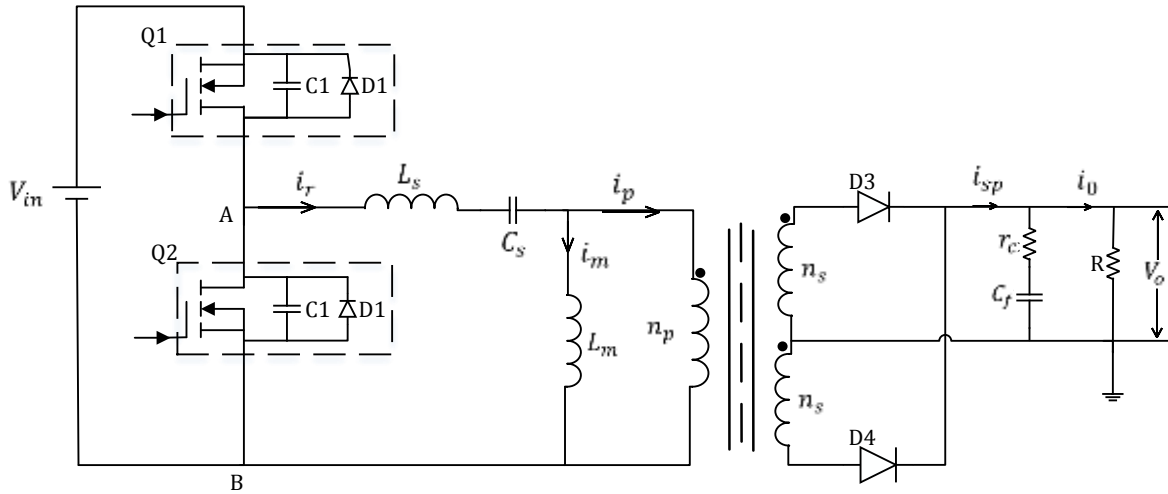 Q1
C1
D1
V_in
A
i_r
L_s
C_s
i_p
i_m
L_m
n_p
Q2
C1
D1
B
D3
n_s
n_s
D4
i_sp
i_0
r_c
C_f
R
V_o